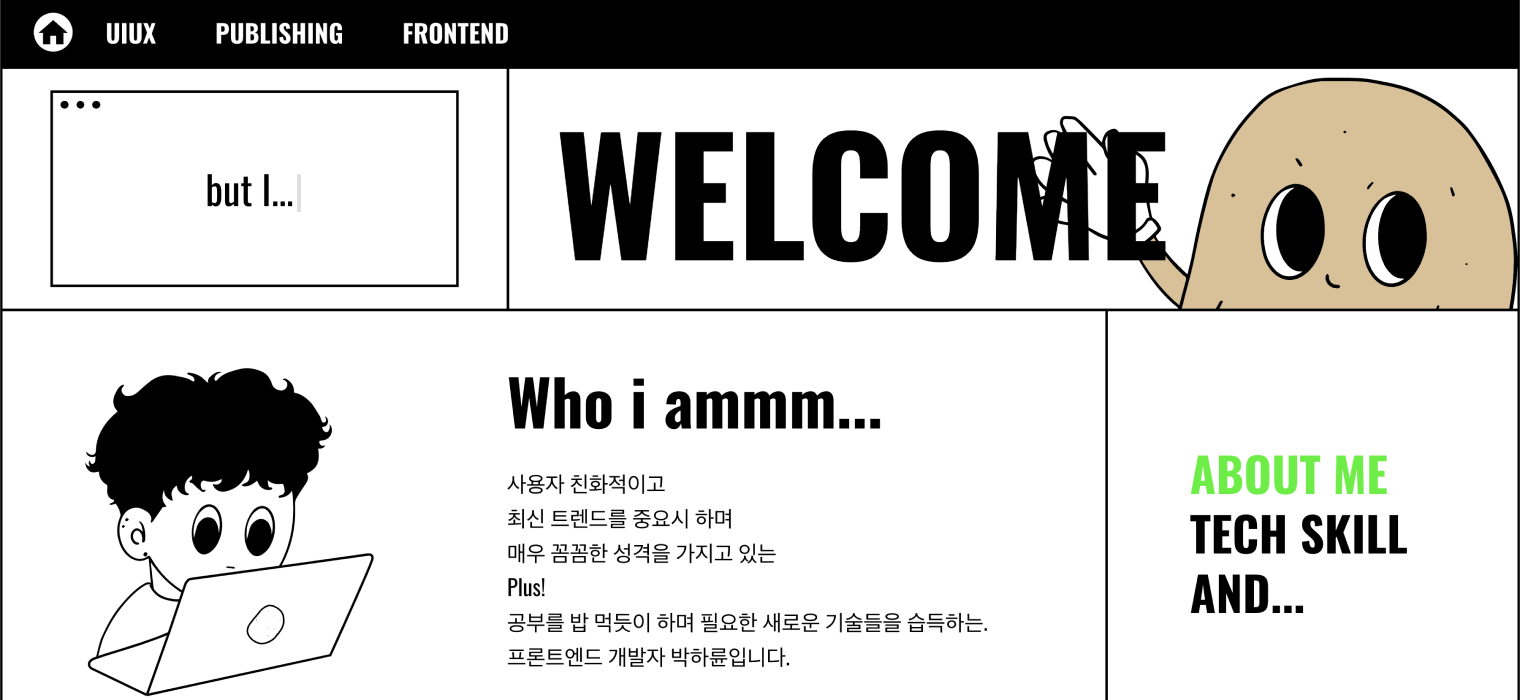 UIUX PUBLISHING FRONTEND
but I...
WELCOME
Who i ammm...
사용자 친화적이고
최신 트렌드를 중요시 하며
매우 꼼꼼한 성격을 가지고 있는
Plus!
공부를 밥 먹듯이 하며 필요한 새로운 기술들을 습득하는.
프론트엔드 개발자 박하륜입니다.
ABOUT ME
TECH SKILL
AND...